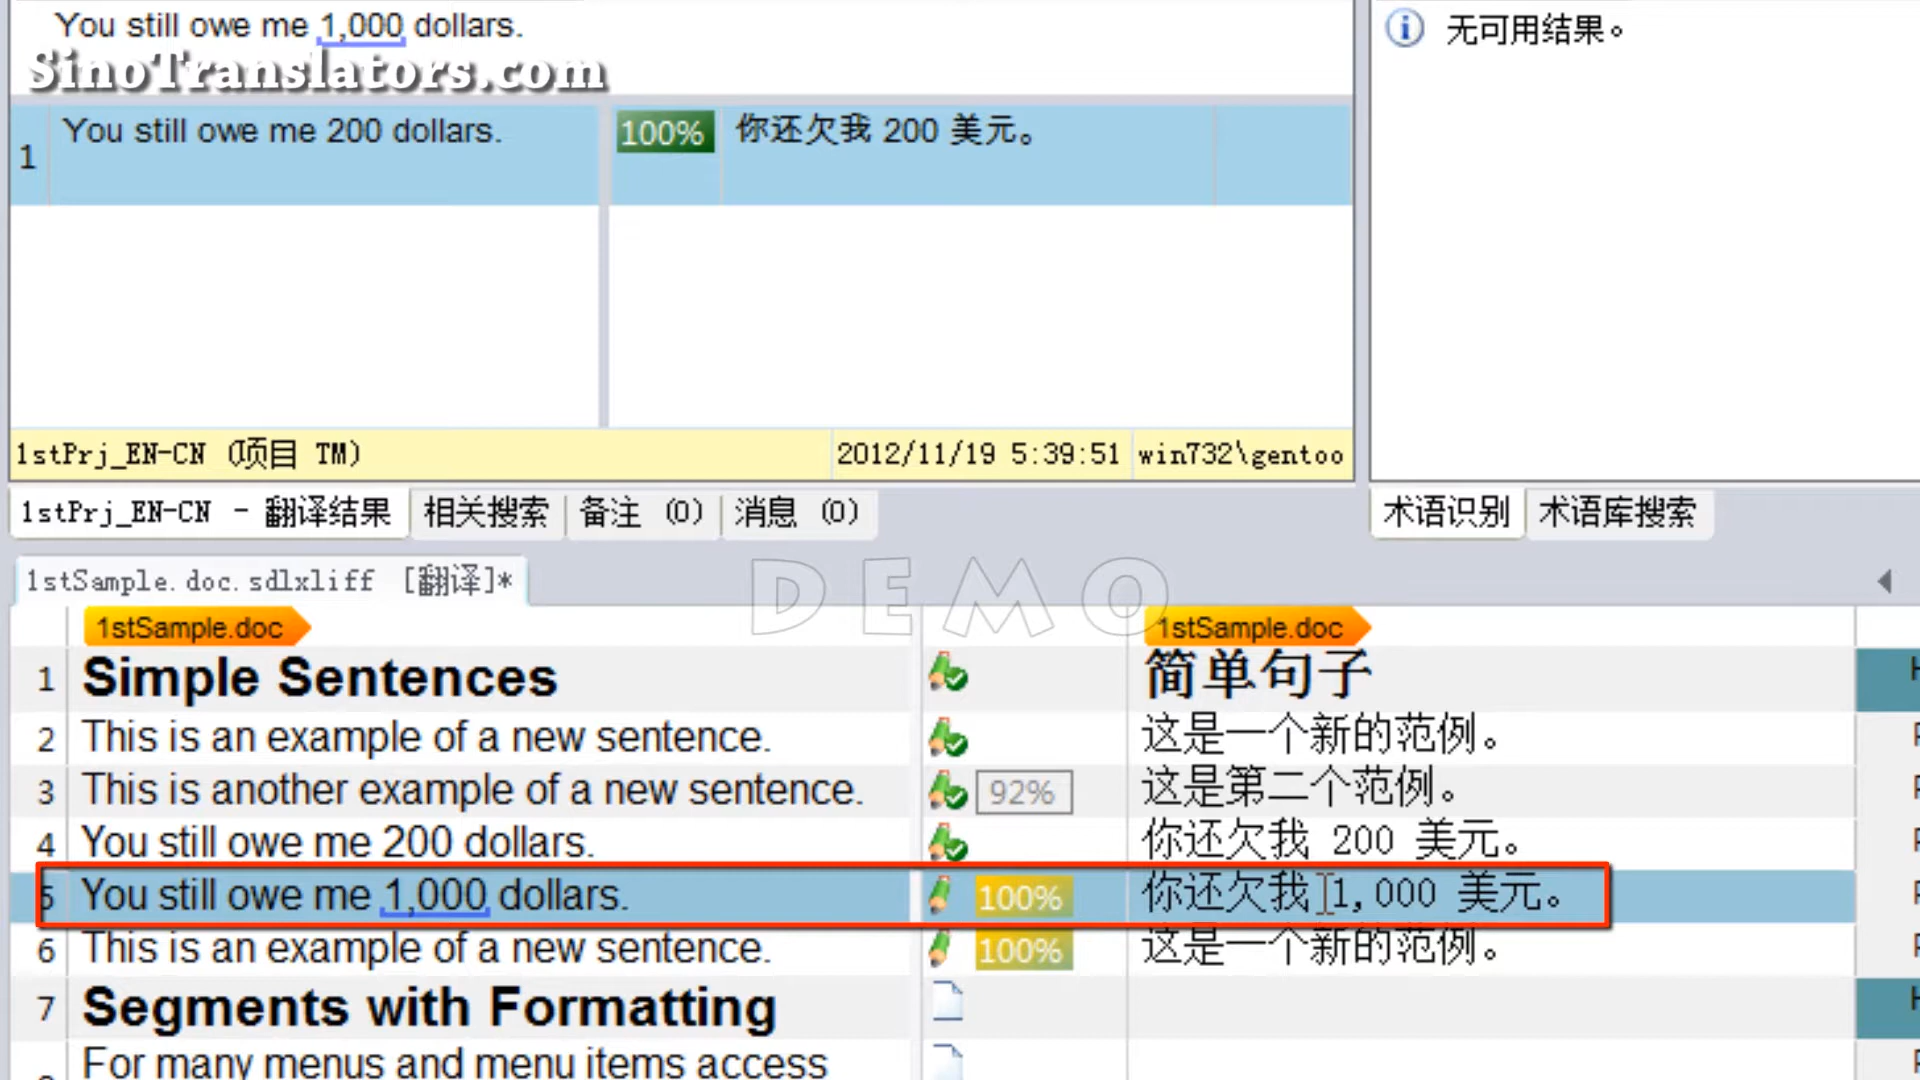 You still owe me 1,000 dollars.
无可用结果。
SinoTranslators.com
1 You still owe me 200 dollars. 100% 你还欠我 200 美元。
1stPrj_EN-CN (项目 TM) 2012/11/19 5:39:51 win732\gentoo
1stPrj_EN-CN - 翻译结果 相关搜索 备注 (0) 消息 (0) 术语识别 术语库搜索
1stSample.doc.sdlxliff [翻译]*
DEMO
1stSample.doc 1stSample.doc
1 Simple Sentences 简单句子
2 This is an example of a new sentence. 这是一个新的范例。
3 This is another example of a new sentence. 92% 这是第二个范例。
4 You still owe me 200 dollars. 你还欠我 200 美元。
5 You still owe me 1,000 dollars. 100% 你还欠我 1,000 美元。
6 This is an example of a new sentence. 100% 这是一个新的范例。
7 Segments with Formatting
For many menus and menu items access